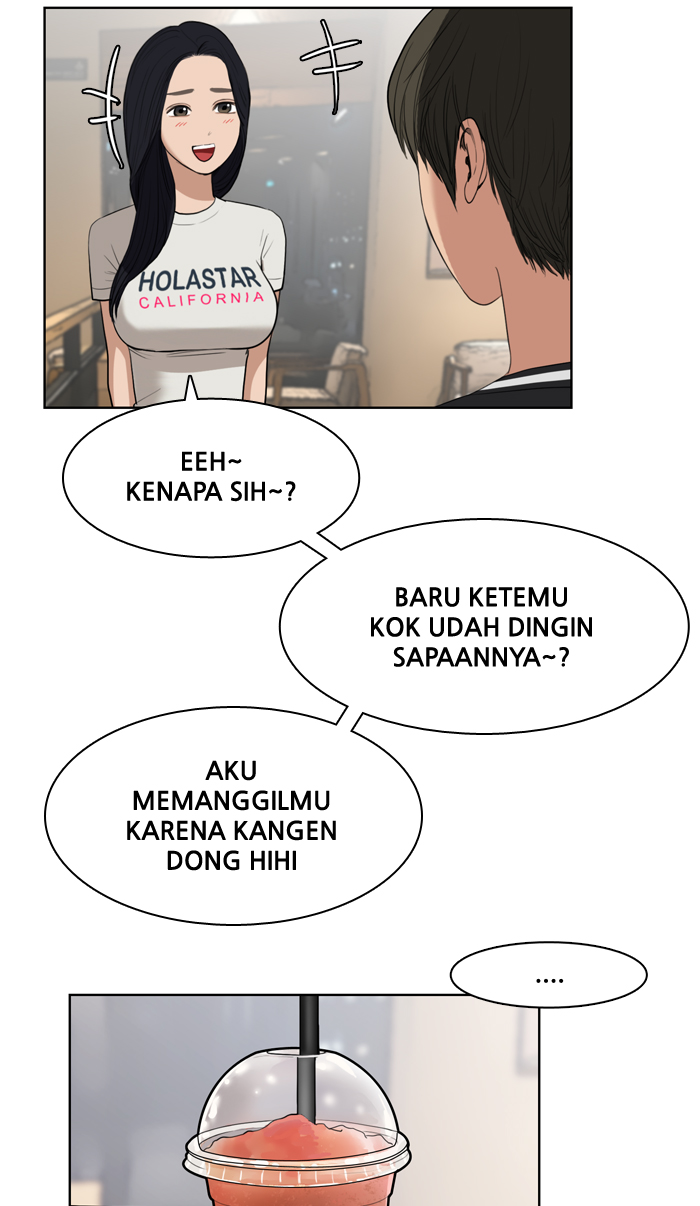 HOLASTAR
CALIFORNIA
EEH~
KENAPA SIH~?
BARU KETEMU
KOK UDAH DINGIN
SAPAANNYA~?
AKU
MEMANGGILMU
KARENA KANGEN
DONG HIHI
....